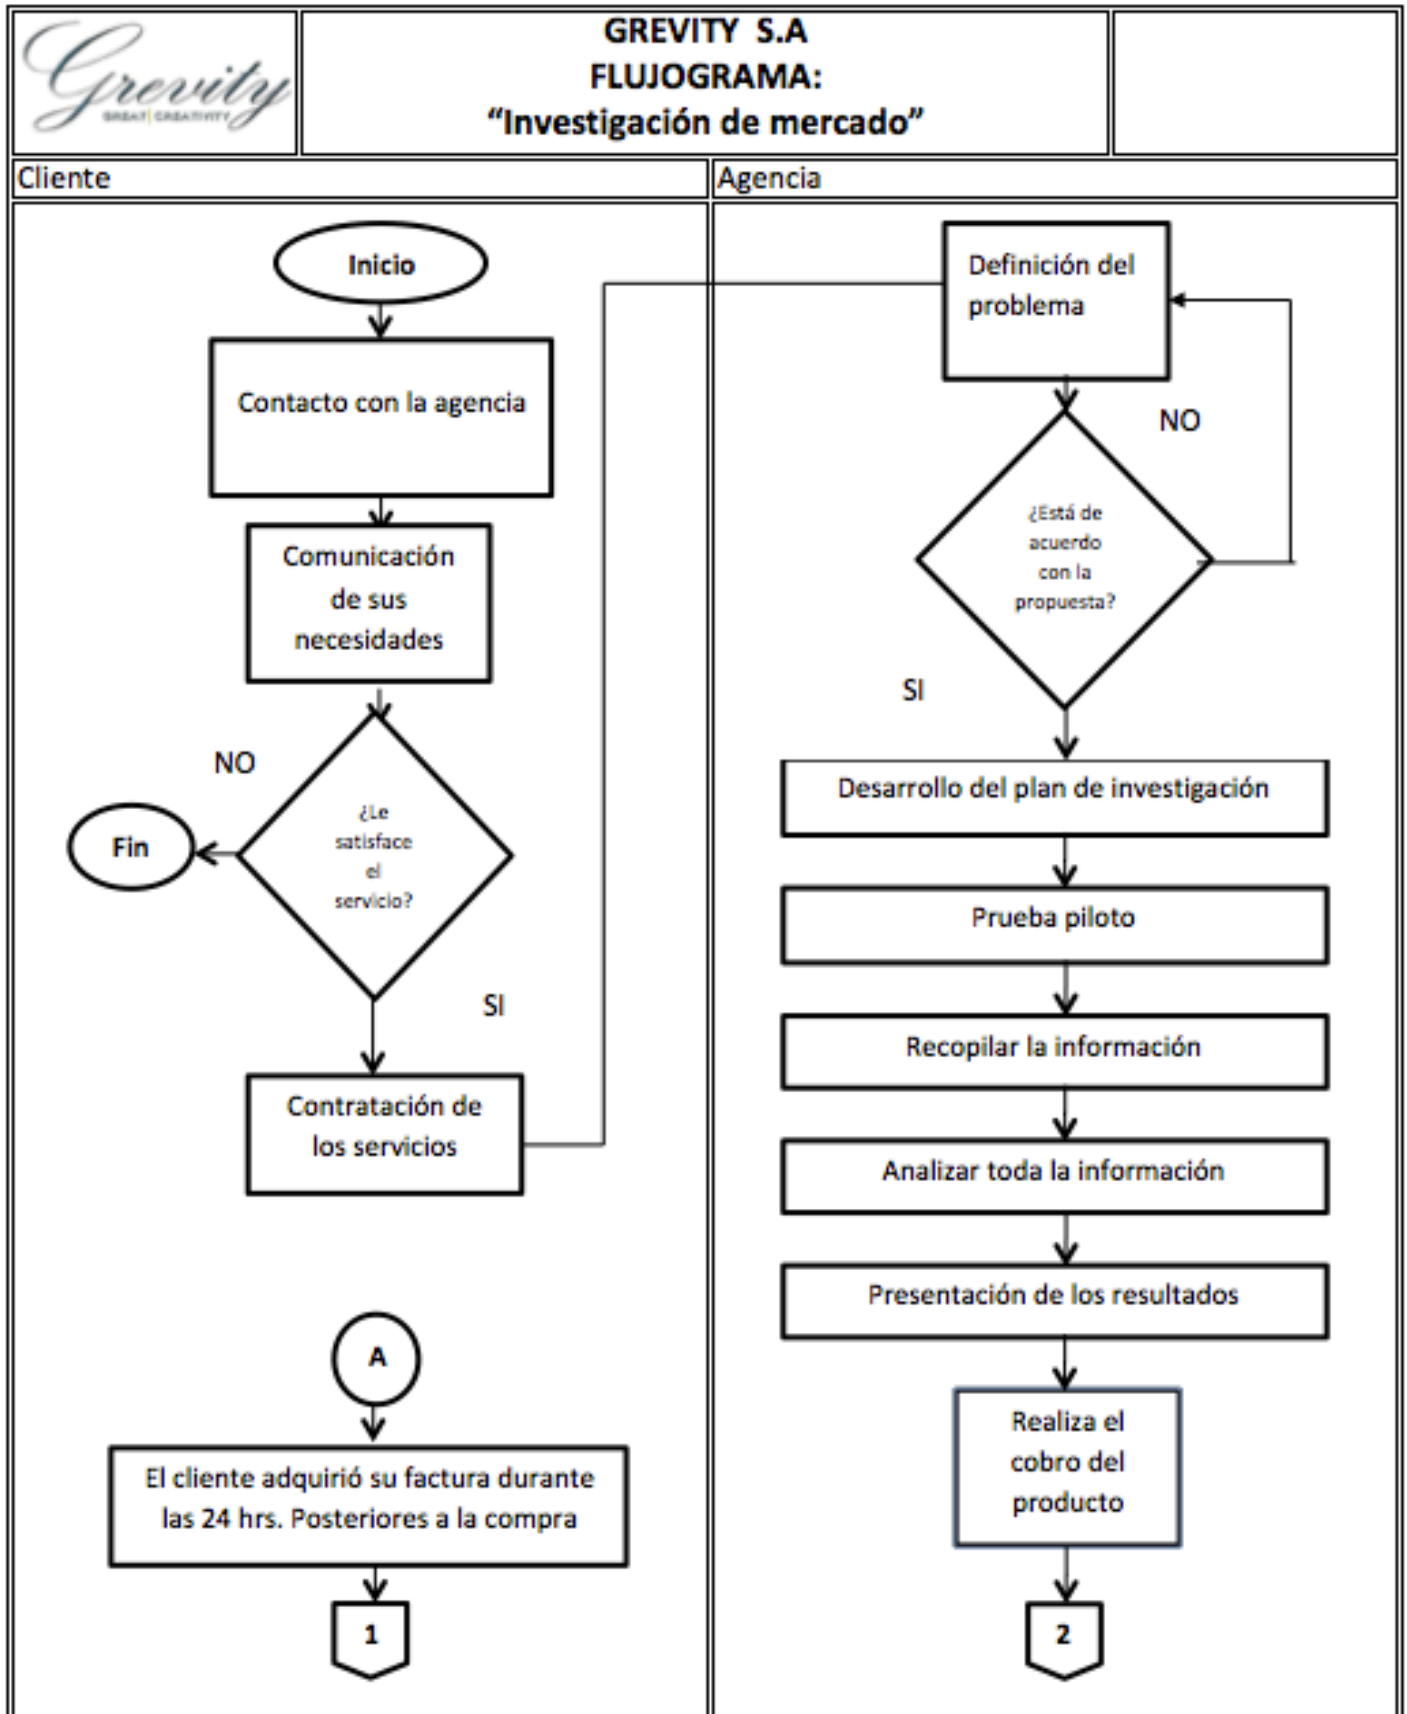 Grevity
GREAT|CREATIVITY
GREVITY S.A
FLUJOGRAMA:
“Investigación de mercado”
Cliente
Agencia
Inicio
Contacto con la agencia
Comunicación
de sus
necesidades
NO
¿Le
satisface
el
servicio?
Fin
SI
Contratación de
los servicios
A
El cliente adquirió su factura durante
las 24 hrs. Posteriores a la compra
1
Definición del
problema
NO
¿Está de
acuerdo
con la
propuesta?
SI
Desarrollo del plan de investigación
Prueba piloto
Recopilar la información
Analizar toda la información
Presentación de los resultados
Realiza el
cobro del
producto
2